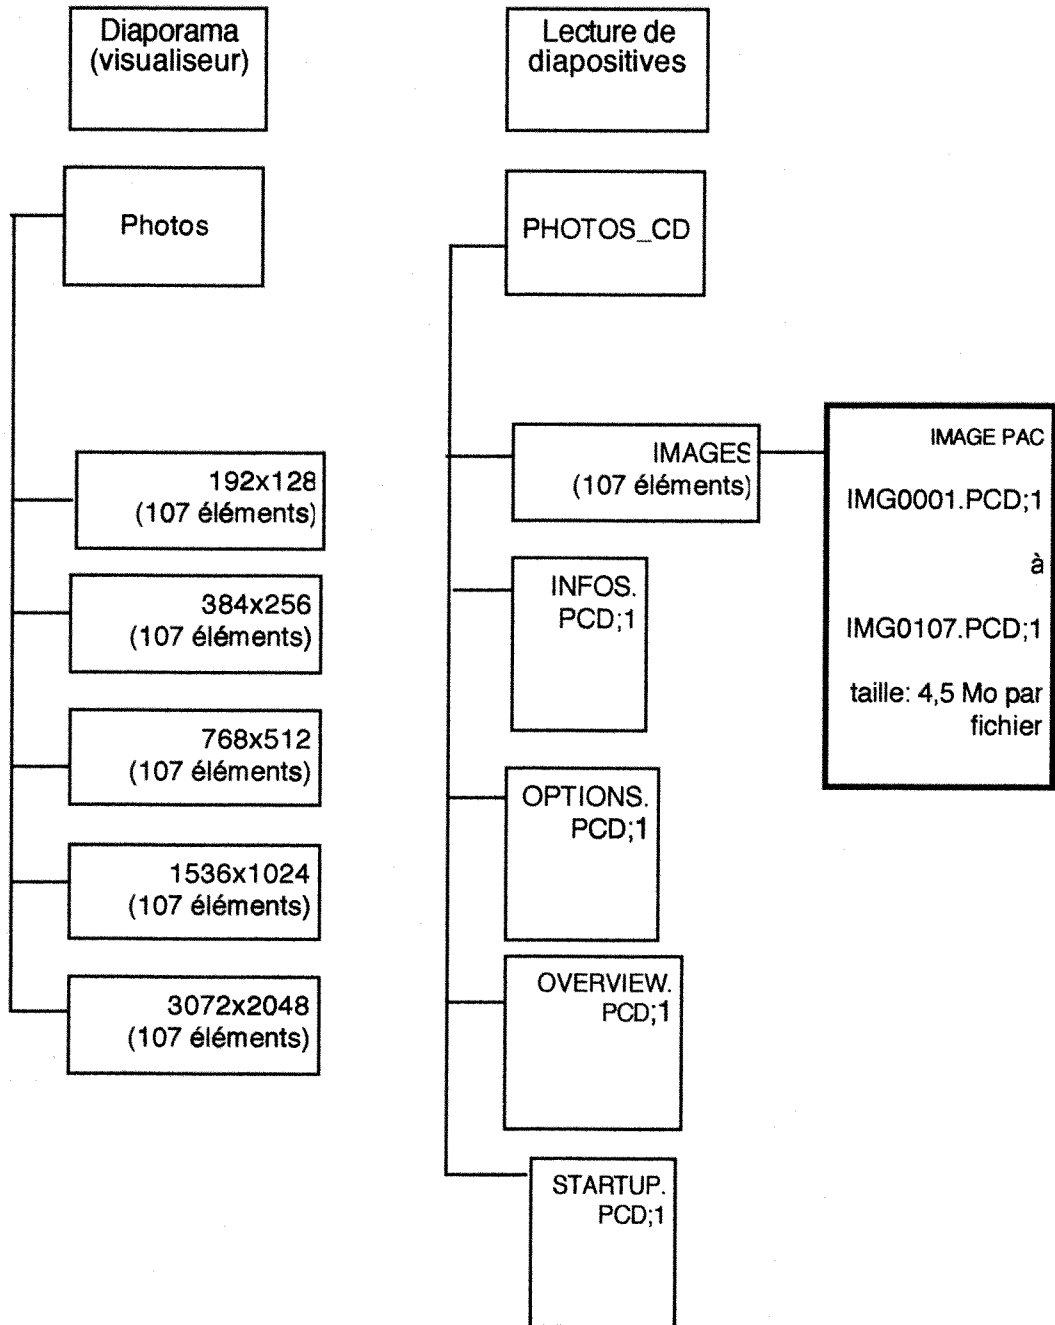 Diaporama
(visualiseur)
Lecture de
diapositives
Photos
PHOTOS_CD
192x128
(107 éléments)
384x256
(107 éléments)
768x512
(107 éléments)
1536x1024
(107 éléments)
3072x2048
(107 éléments)
IMAGES
(107 éléments)
INFOS.
PCD;1
OPTIONS.
PCD;1
OVERVIEW.
PCD;1
STARTUP.
PCD;1
IMAGE PAC
IMG0001.PCD;1
à
IMG0107.PCD;1
taille: 4,5 Mo par
fichier